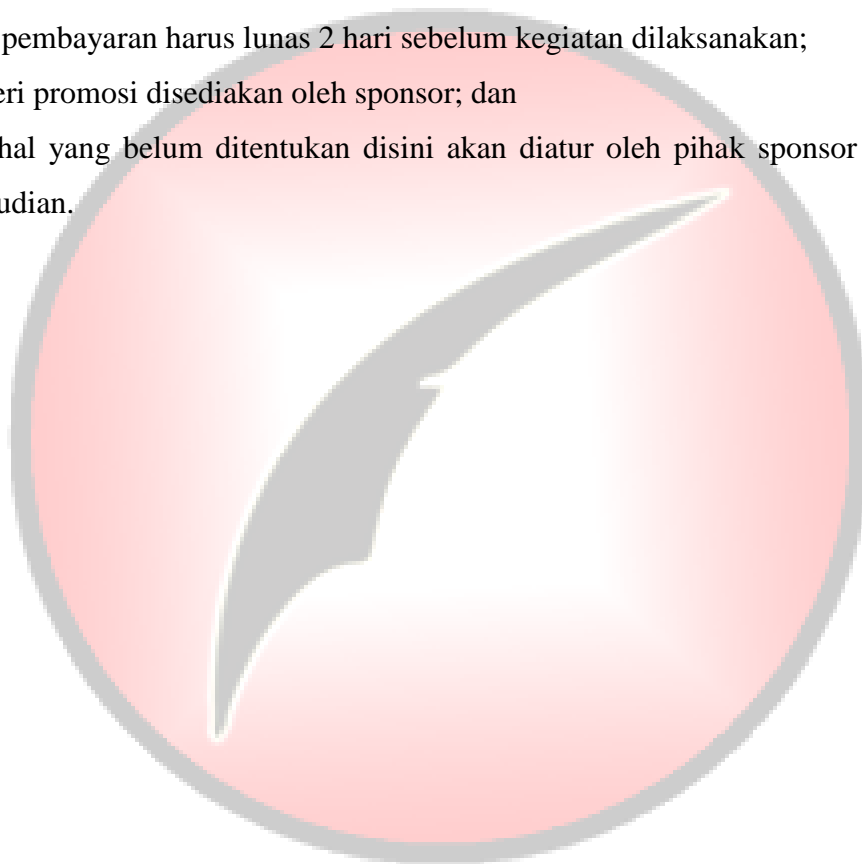 pembayaran harus lunas 2 hari sebelum kegiatan dilaksanakan;
eri promosi disediakan oleh sponsor; dan
hal yang belum ditentukan disini akan diatur oleh pihak sponsor
udian.